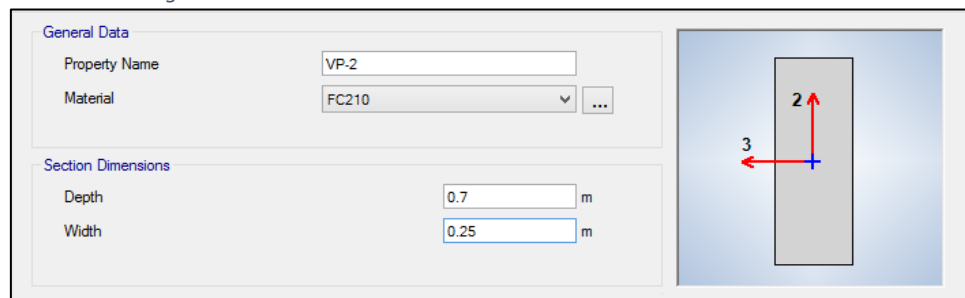 General Data
Property Name VP-2
Material FC210 ...
2
3
Section Dimensions
Depth 0.7 m
Width 0.25 m